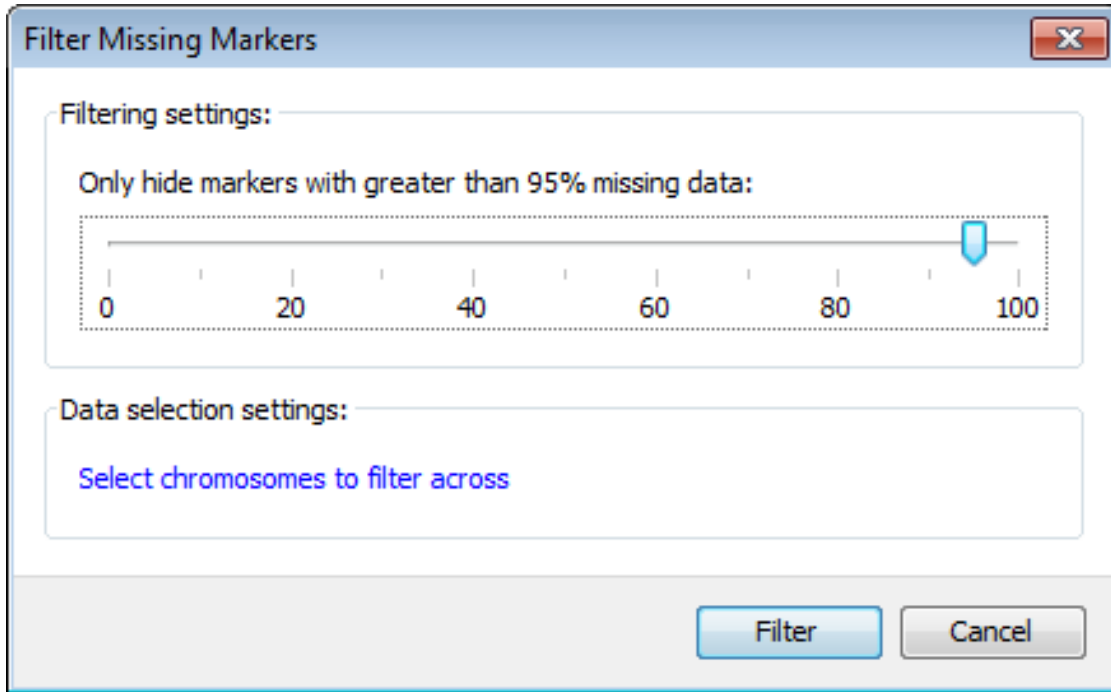 Filter Missing Markers
Filtering settings:
Only hide markers with greater than 95% missing data:
0 20 40 60 80 100
Data selection settings:
Select chromosomes to filter across
Filter Cancel